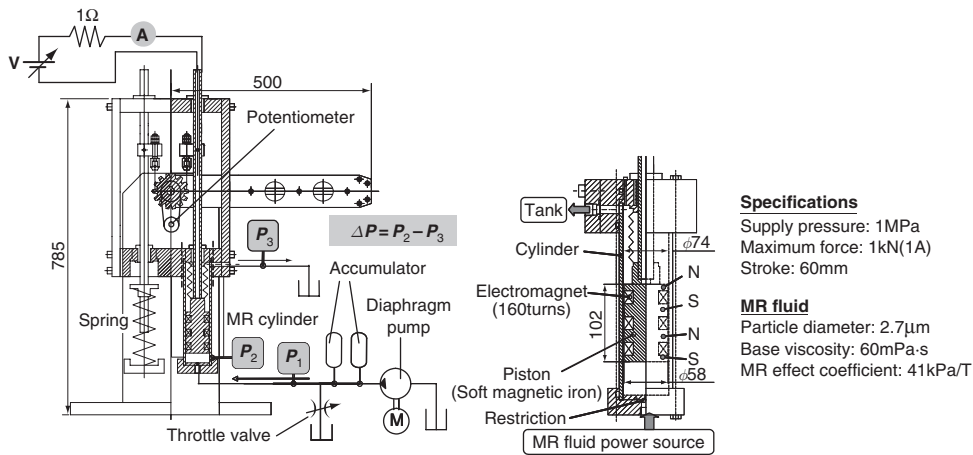 1Ω
A
V
500
Potentiometer
785
P3
ΔP = P2 – P3
Accumulator
Diaphragm
pump
Spring
MR cylinder
P2
P1
M
Throttle valve
Tank
Cylinder
ϕ74
Electromagnet
(160turns)
N
S
N
S
102
Piston
(Soft magnetic iron)
ϕ58
Restriction
MR fluid power source
Specifications
Supply pressure: 1MPa
Maximum force: 1kN(1A)
Stroke: 60mm
MR fluid
Particle diameter: 2.7μm
Base viscosity: 60mPa·s
MR effect coefficient: 41kPa/T